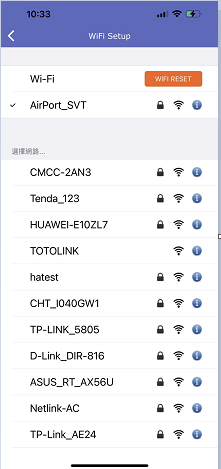 10:33
WiFi Setup
Wi-Fi
WIFI RESET
AirPort_SVT
選擇網路...
CMCC-2AN3
Tenda_123
HUAWEI-E10ZL7
TOTOLINK
hatest
CHT_I040GW1
TP-LINK_5805
D-Link_DIR-816
ASUS_RT_AX56U
Netlink-AC
TP-Link_AE24